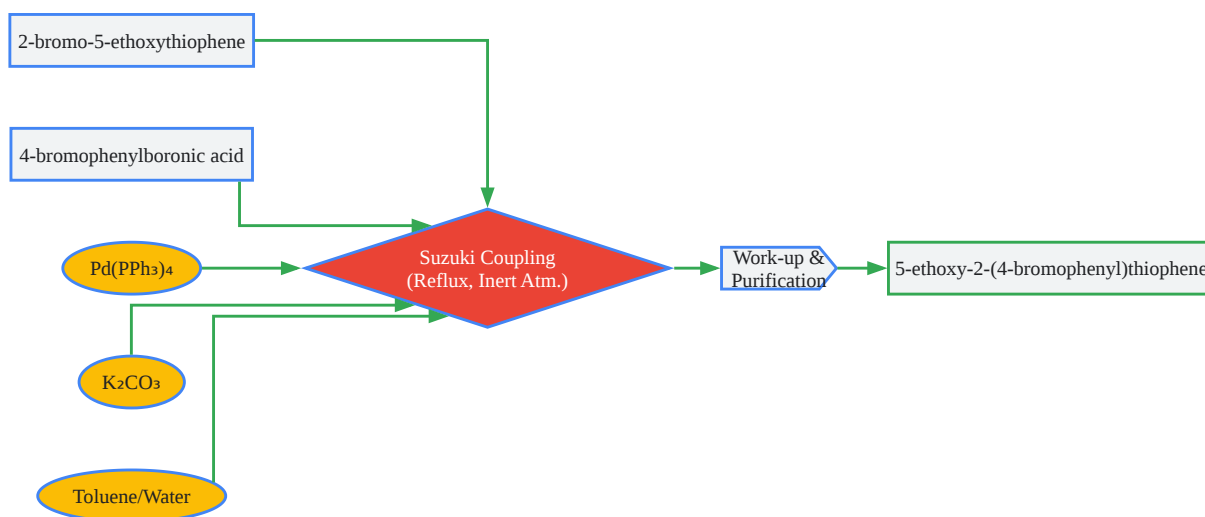 2-bromo-5-ethoxythiophene
4-bromophenylboronic acid
Pd(PPh₃)₄
K₂CO₃
Toluene/Water
Suzuki Coupling
(Reflux, Inert Atm.)
Work-up &
Purification
5-ethoxy-2-(4-bromophenyl)thiophene